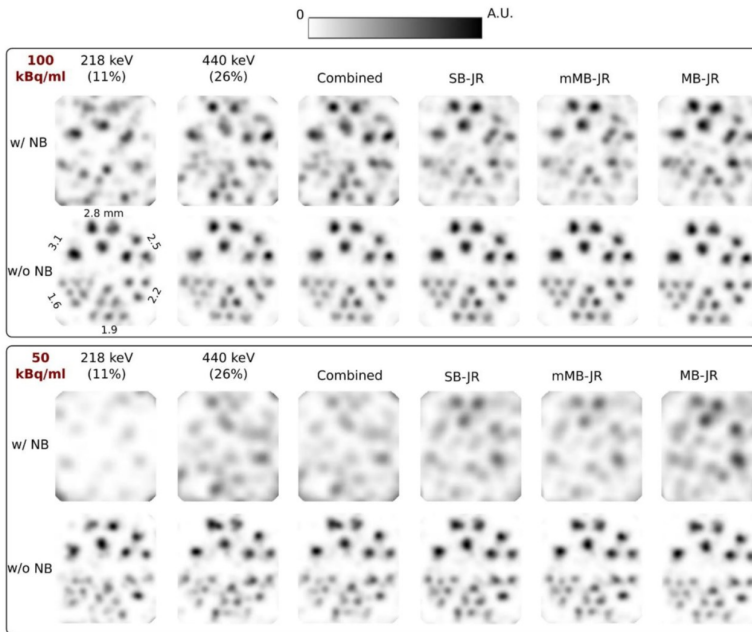 0 A.U.
100 kBq/ml 218 keV (11%) 440 keV (26%) Combined SB-JR mMB-JR MB-JR
w/ NB
2.8 mm
3.1 2.5
w/o NB
1.6 2.2
1.9
50 kBq/ml 218 keV (11%) 440 keV (26%) Combined SB-JR mMB-JR MB-JR
w/ NB
w/o NB